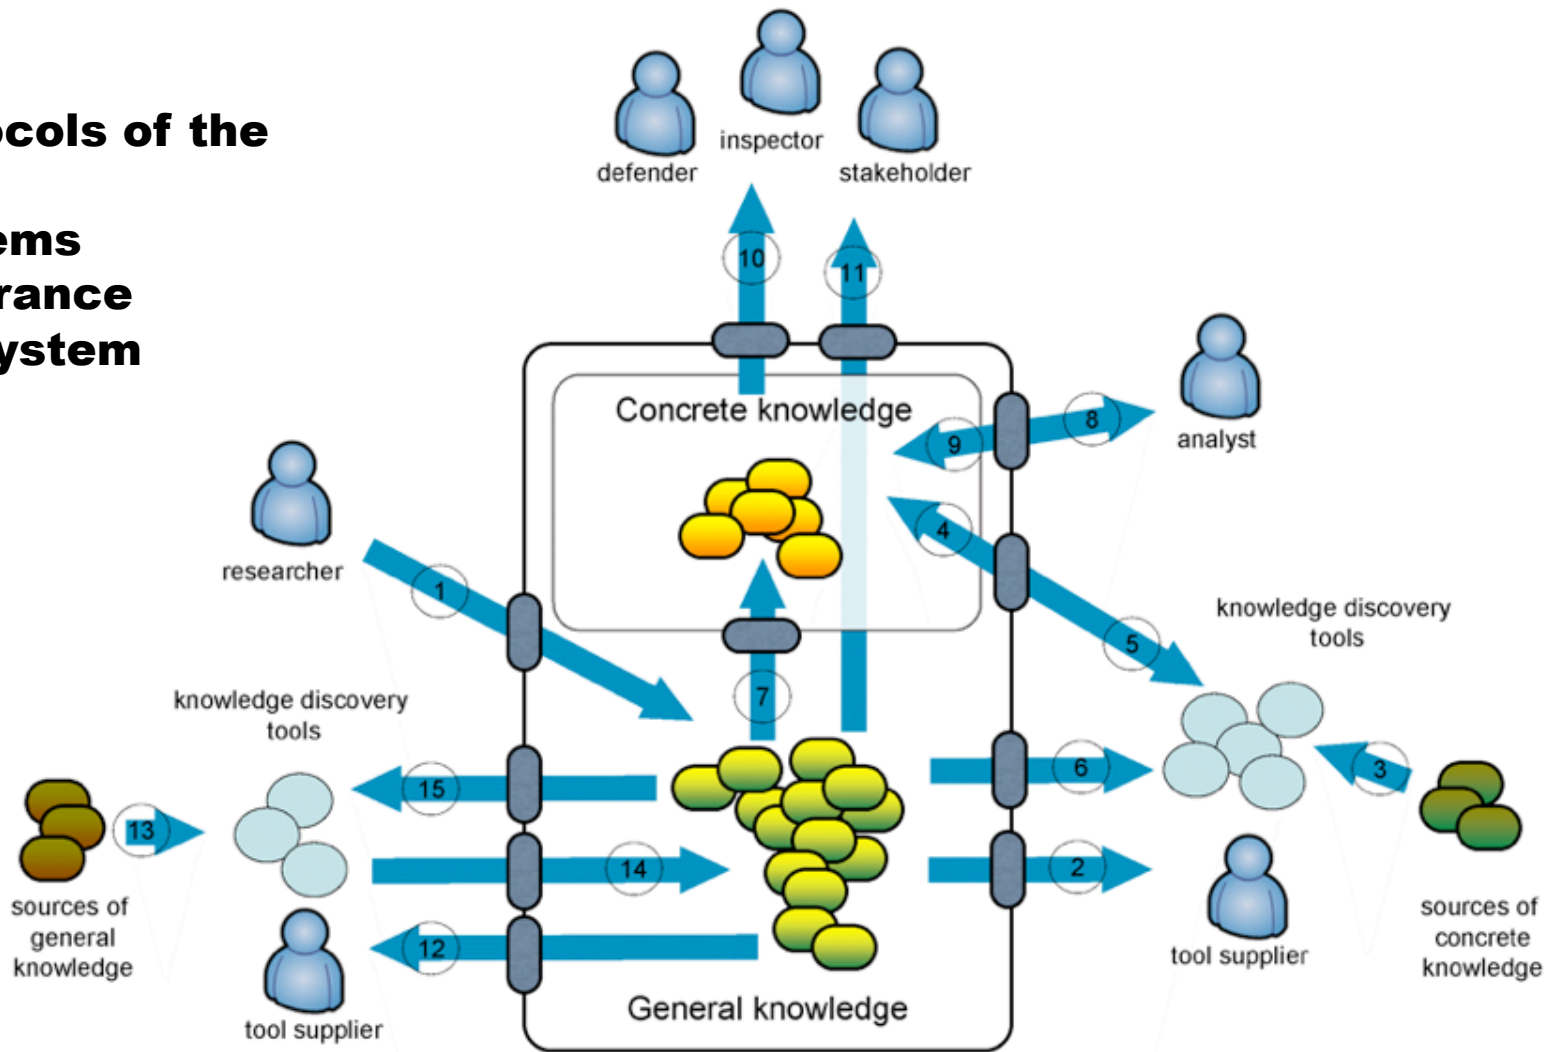 ocols of the
ems
rance
ystem
defender
inspector
stakeholder
10
11
Concrete knowledge
9
8
analyst
researcher
1
4
5
knowledge discovery
tools
7
knowledge discovery
tools
15
6
3
13
14
2
sources of
general
knowledge
12
tool supplier
General knowledge
tool supplier
sources of
concrete
knowledge